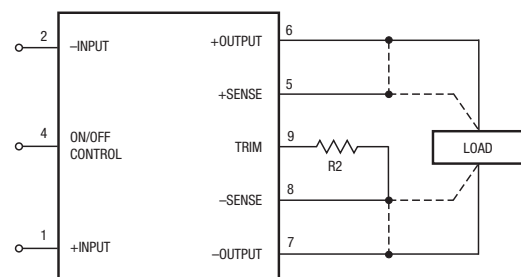 2 –INPUT
4 ON/OFF
CONTROL
1 +INPUT
+OUTPUT 6
+SENSE 5
TRIM 9
R2
–SENSE 8
–OUTPUT 7
LOAD